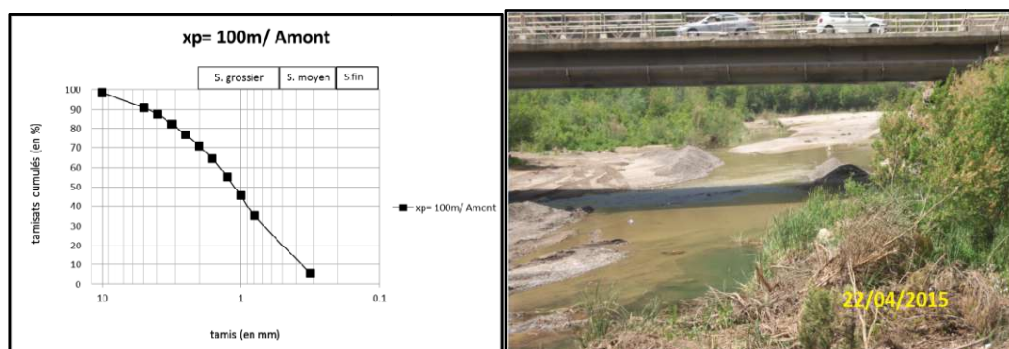 xp= 100m/ Amont
S. grossier S. moyen S fin
tamisats cumulés (en %)
100
90
80
70
60
50
40
30
20
10
0
10 1 0.1
tamis (en mm)
xp= 100m/ Amont
22/04/2015